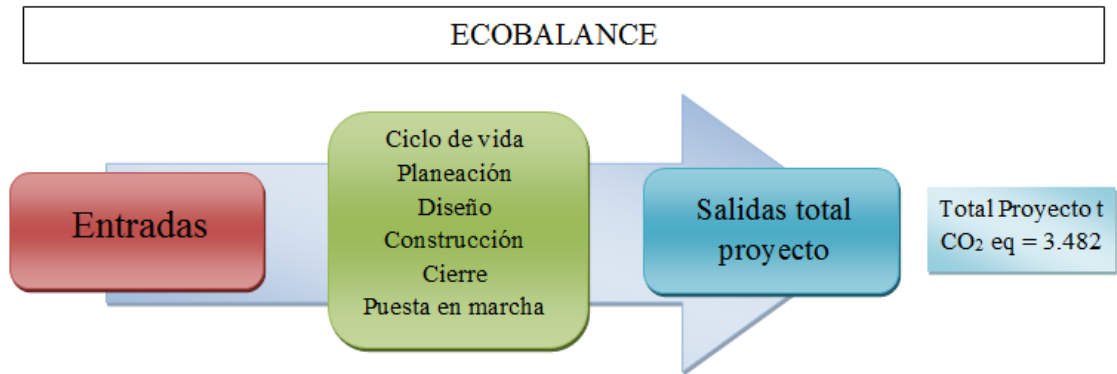 ECOBALANCE
Entradas
Ciclo de vida
Planeación
Diseño
Construcción
Cierre
Puesta en marcha
Salidas total
proyecto
Total Proyecto t
CO₂ eq = 3.482